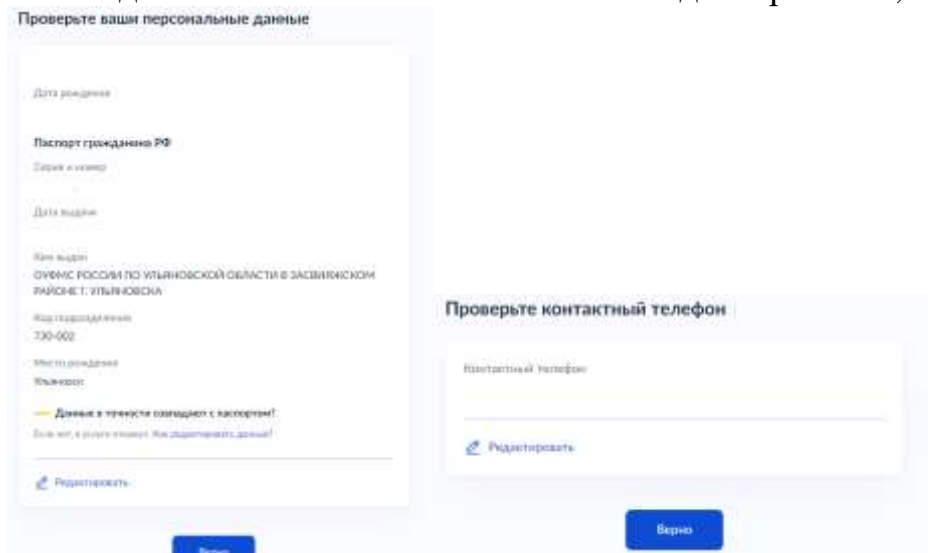 Проверьте ваши персональные данные
Дата рождения
Паспорт гражданина РФ
Серия и номер
Дата выдачи
Кем выдан
ОУФМС РОССИИ ПО УЛЬЯНОВСКОЙ ОБЛАСТИ В ЗАСВИЯЖСКОМ
РАЙОНЕ Г. УЛЬЯНОВСКА
Код подразделения
730-002
Место рождения
Ульяновск
Данные в точности совпадают с паспортом?
Если нет, в услуге откажут. Как редактировать данные?
Редактировать
Верно
Проверьте контактный телефон
Контактный телефон
Редактировать
Верно